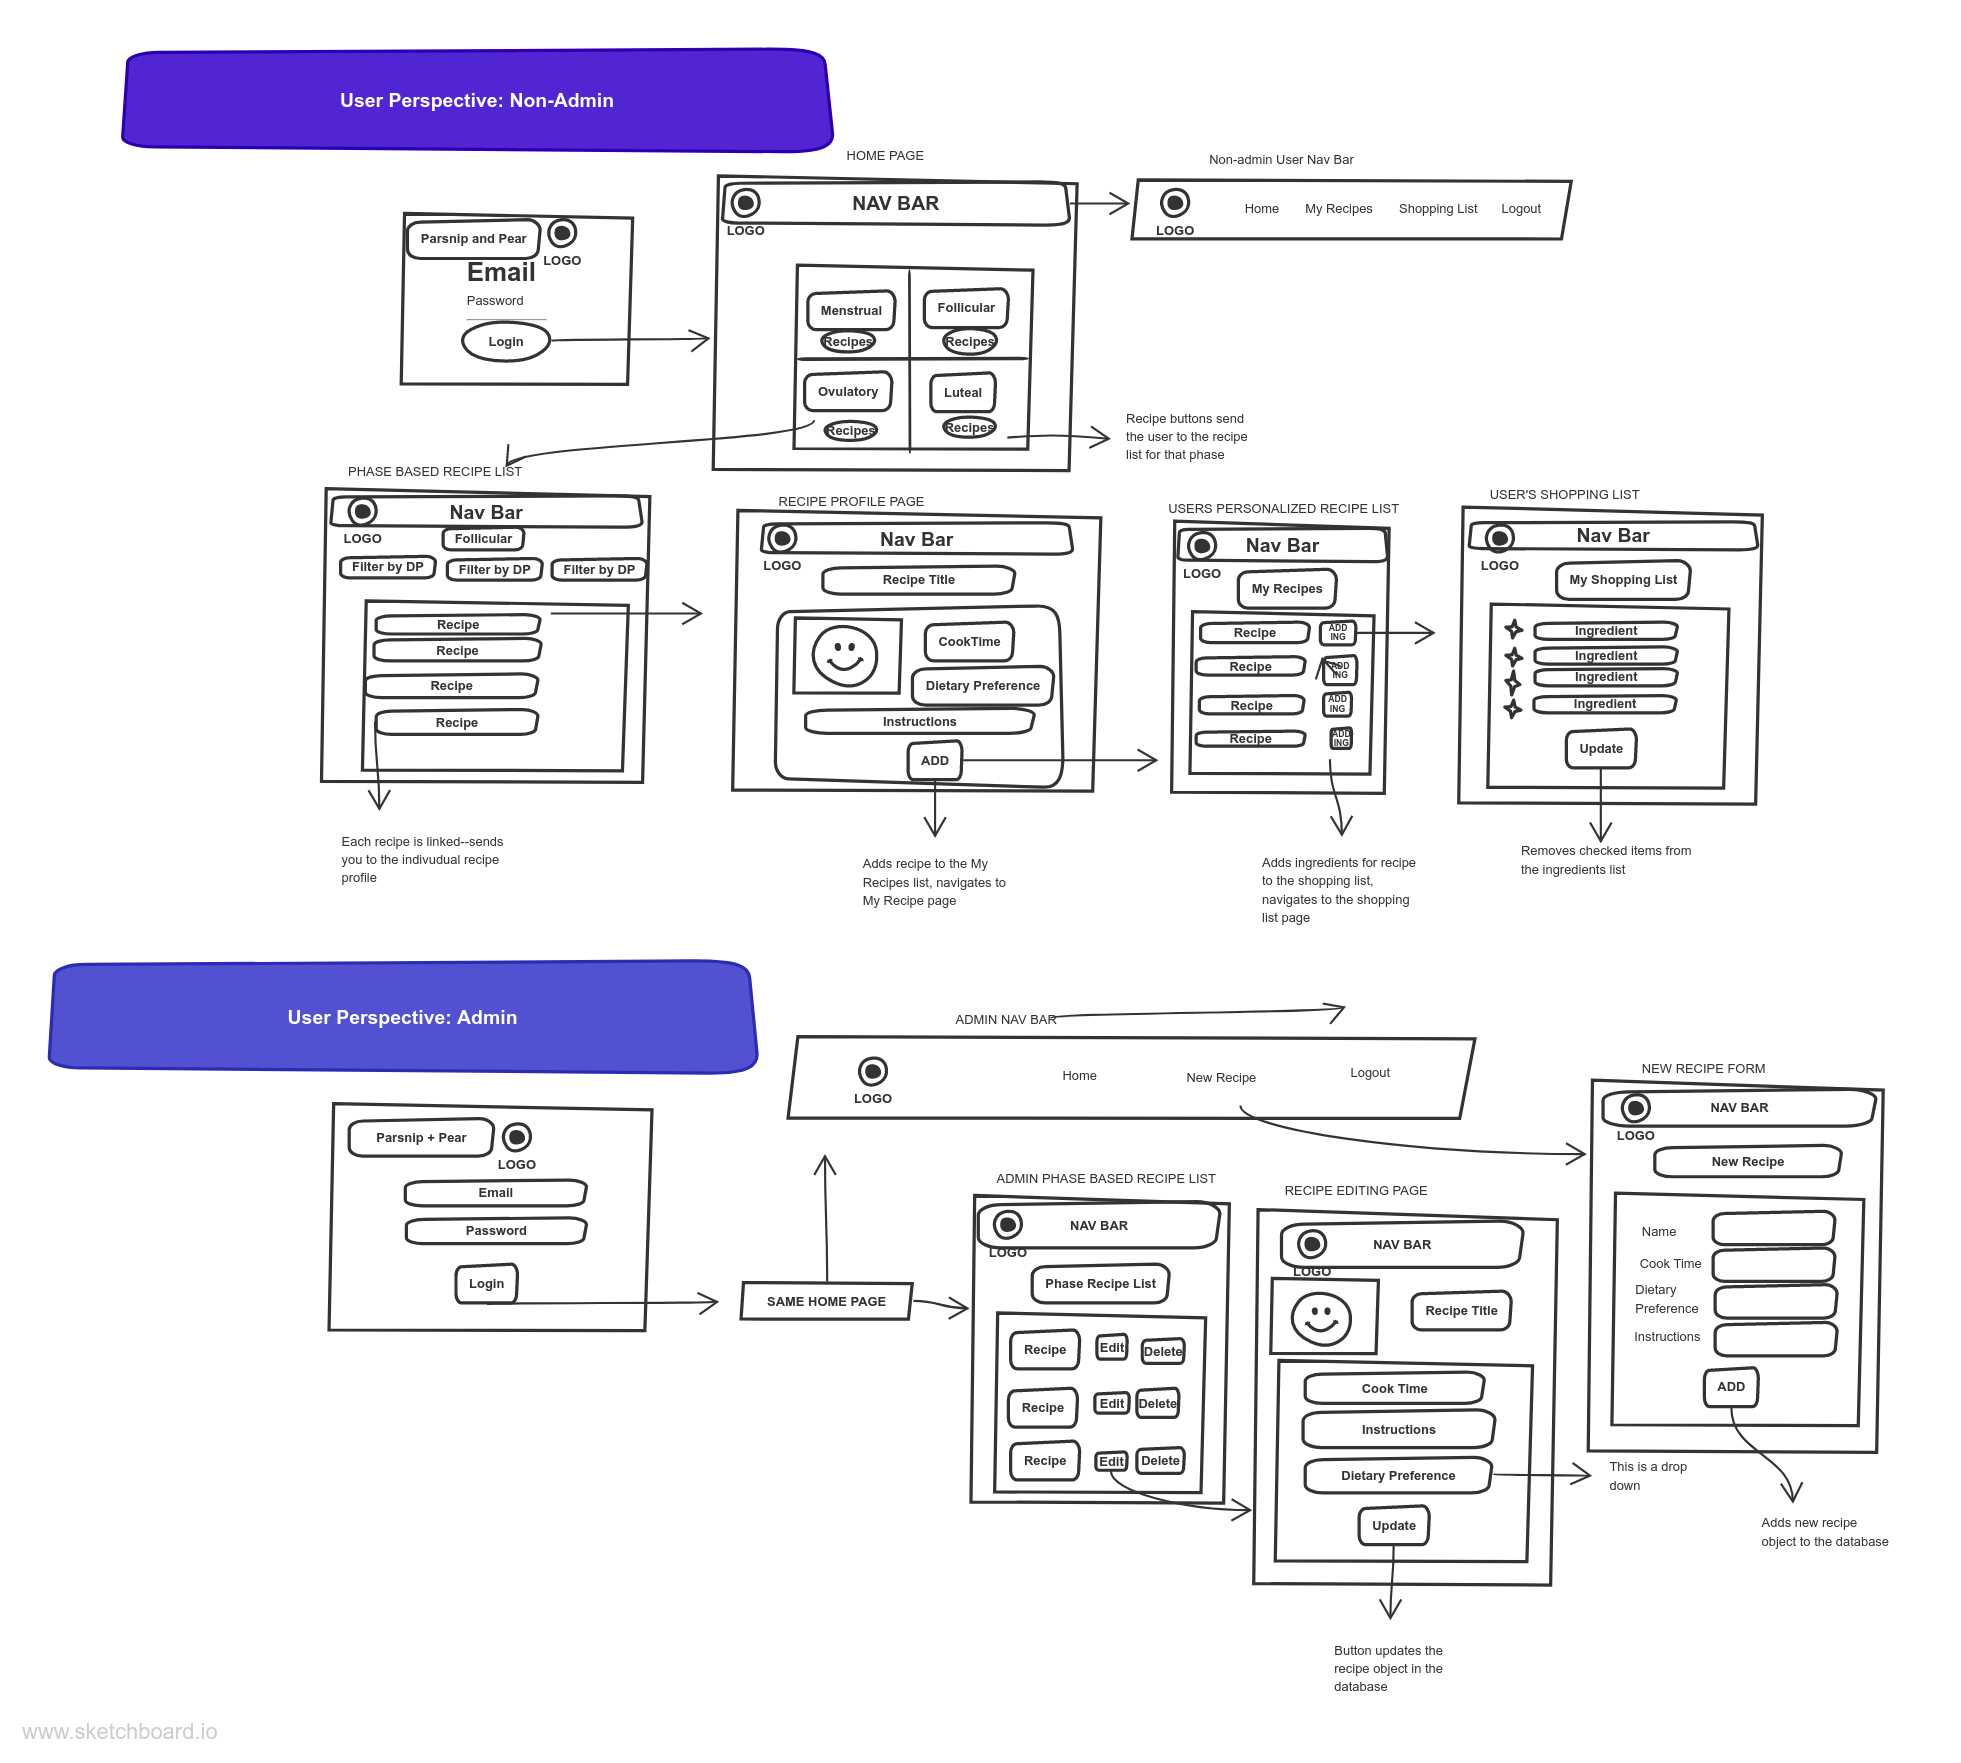 User Perspective: Non-Admin
HOME PAGE
Non-admin User Nav Bar
NAV BAR
LOGO
LOGO
Home
My Recipes
Shopping List
Logout
Parsnip and Pear
LOGO
Email
Password
Login
Menstrual
Recipes
Follicular
Recipes
Ovulatory
Recipes
Luteal
Recipes
Recipe buttons send
the user to the recipe
list for that phase
PHASE BASED RECIPE LIST
Nav Bar
LOGO
Follicular
Filter by DP
Filter by DP
Filter by DP
Recipe
Recipe
Recipe
Recipe
Each recipe is linked--sends
you to the indivudual recipe
profile
RECIPE PROFILE PAGE
Nav Bar
LOGO
Recipe Title
CookTime
Dietary Preference
Instructions
ADD
Adds recipe to the My
Recipes list, navigates to
My Recipe page
USERS PERSONALIZED RECIPE LIST
Nav Bar
LOGO
My Recipes
Recipe
ADD
ING
Recipe
ADD
ING
Recipe
ADD
ING
Recipe
ADD
ING
Adds ingredients for recipe
to the shopping list,
navigates to the shopping
list page
USER'S SHOPPING LIST
Nav Bar
LOGO
My Shopping List
Ingredient
Ingredient
Ingredient
Ingredient
Update
Removes checked items from
the ingredients list
User Perspective: Admin
ADMIN NAV BAR
LOGO
Home
New Recipe
Logout
Parsnip + Pear
LOGO
Email
Password
Login
SAME HOME PAGE
ADMIN PHASE BASED RECIPE LIST
NAV BAR
LOGO
Phase Recipe List
Recipe
Edit
Delete
Recipe
Edit
Delete
Recipe
Edit
Delete
RECIPE EDITING PAGE
NAV BAR
LOGO
Recipe Title
Cook Time
Instructions
Dietary Preference
Update
This is a drop
down
Button updates the
recipe object in the
database
NEW RECIPE FORM
NAV BAR
LOGO
New Recipe
Name
Cook Time
Dietary
Preference
Instructions
ADD
Adds new recipe
object to the database
www.sketchboard.io